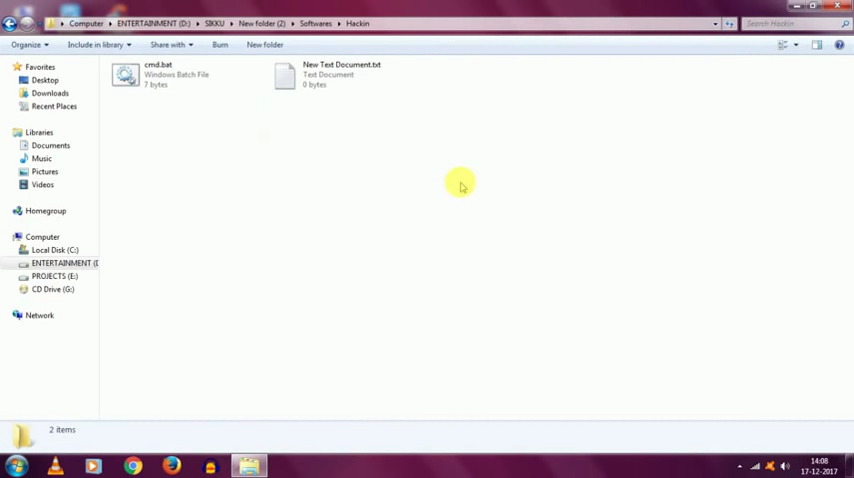 Computer ▸ ENTERTAINMENT (D:) ▸ SIKKU ▸ New folder (2) ▸ Softwares ▸ Hackin
Search Hackin
Organize Include in library Share with Burn New folder
Favorites
Desktop
Downloads
Recent Places
Libraries
Documents
Music
Pictures
Videos
Homegroup
Computer
Local Disk (C:)
ENTERTAINMENT (D
PROJECTS (E:)
CD Drive (G:)
Network
cmd.bat
Windows Batch File
7 bytes
New Text Document.txt
Text Document
0 bytes
2 items
14:08
17-12-2017